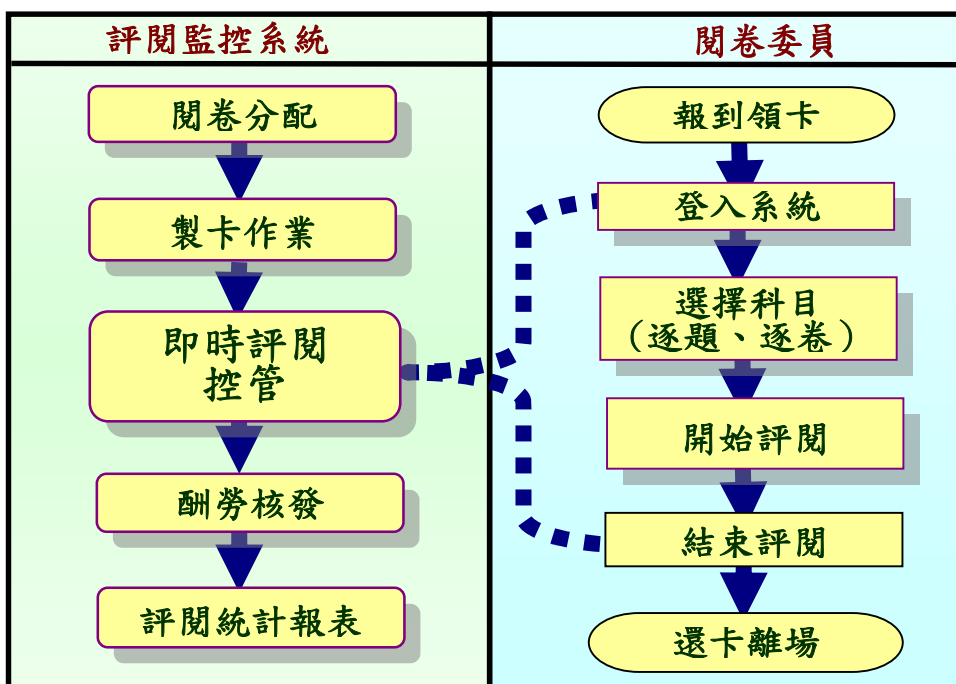 評閱監控系統
閱卷分配
製卡作業
即時評閱
控管
酬勞核發
評閱統計報表
閱卷委員
報到領卡
登入系統
選擇科目
（逐題、逐卷）
開始評閱
結束評閱
還卡離場